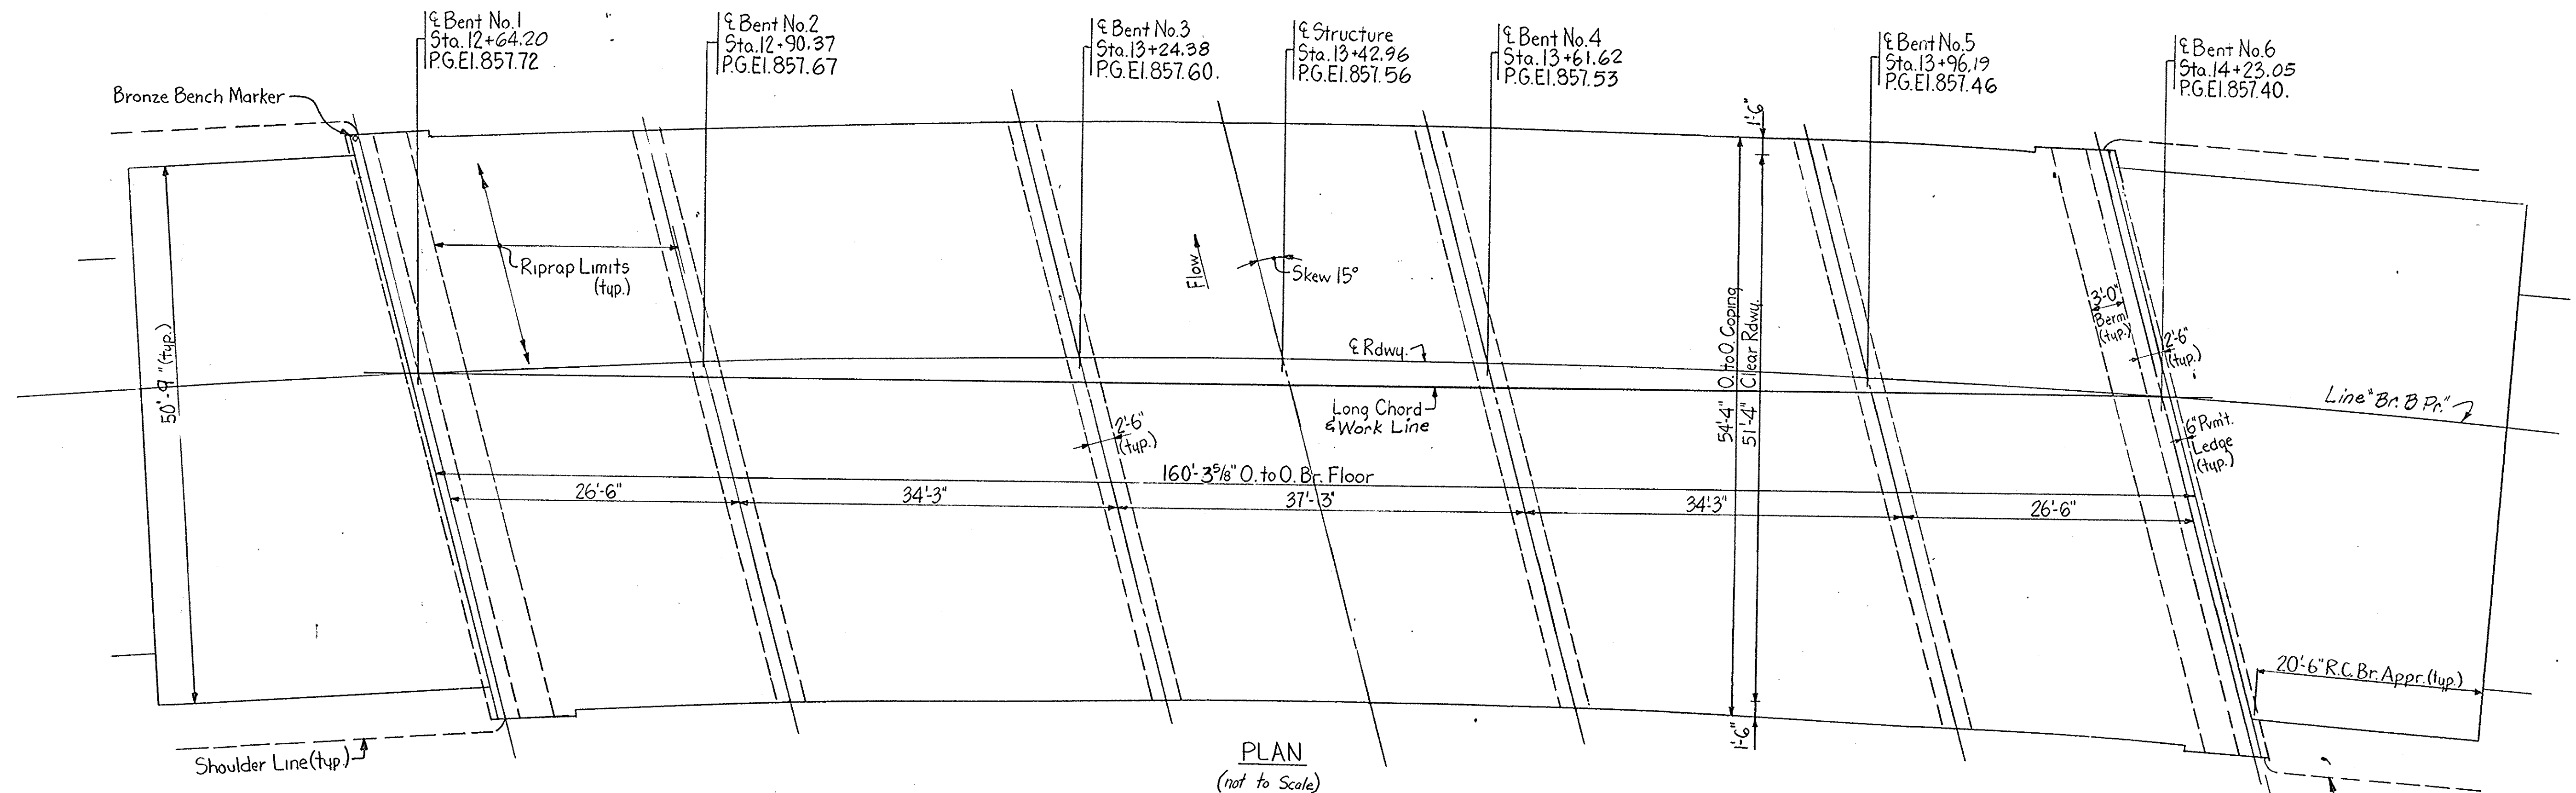 ℄ Bent No.1
Sta.12+64.20
P.G.El.857.72
℄ Bent No.2
Sta.12+90.37
P.G.El.857.67
℄ Bent No.3
Sta.13+24.38
P.G.El.857.60.
℄ Structure
Sta.13+42.96
P.G.El.857.56
℄ Bent No.4
Sta.13+61.62
P.G.El.857.53
℄ Bent No.5
Sta.13+96.19
P.G.El.857.46
℄ Bent No.6
Sta.14+23.05
P.G.El.857.40.
Bronze Bench Marker
1'-6"
Riprap Limits
(typ.)
Flow
Skew 15°
50'-9" (typ.)
℄ Rdwy.
54'-4" O. to O. Coping
51'-4" Clear Rdwy.
3'-0"
Berm
(typ.)
2'-6"
(typ.)
Long Chord
& Work Line
Line "Br. B Pr."
2'-6"
(typ.)
6" Pvm't.
Ledge
(typ.)
160'-3⅝" O. to O. Br. Floor
26'-6"
34'-3"
37'-3"
34'-3"
26'-6"
20'-6" R.C. Br. Appr. (typ.)
1'-6"
Shoulder Line (typ.)
PLAN
(not to Scale)